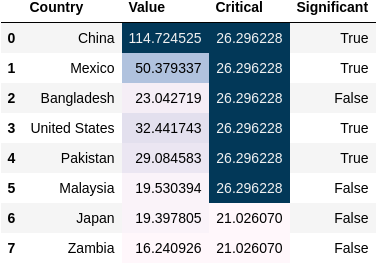 Country Value Critical Significant
0 China 114.724525 26.296228 True
1 Mexico 50.379337 26.296228 True
2 Bangladesh 23.042719 26.296228 False
3 United States 32.441743 26.296228 True
4 Pakistan 29.084583 26.296228 True
5 Malaysia 19.530394 26.296228 False
6 Japan 19.397805 21.026070 False
7 Zambia 16.240926 21.026070 False